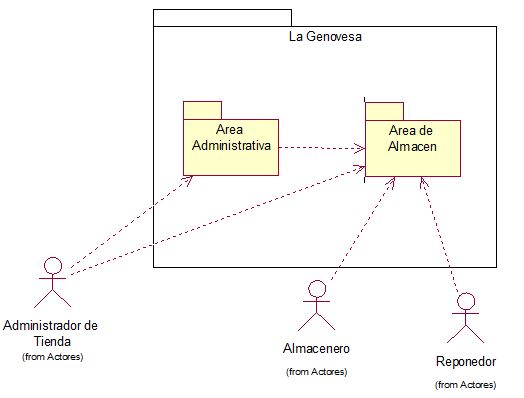 La Genovesa
Area
Administrativa
Area de
Almacen
Administrador de
Tienda
(from Actores)
Almacenero
(from Actores)
Reponedor
(from Actores)